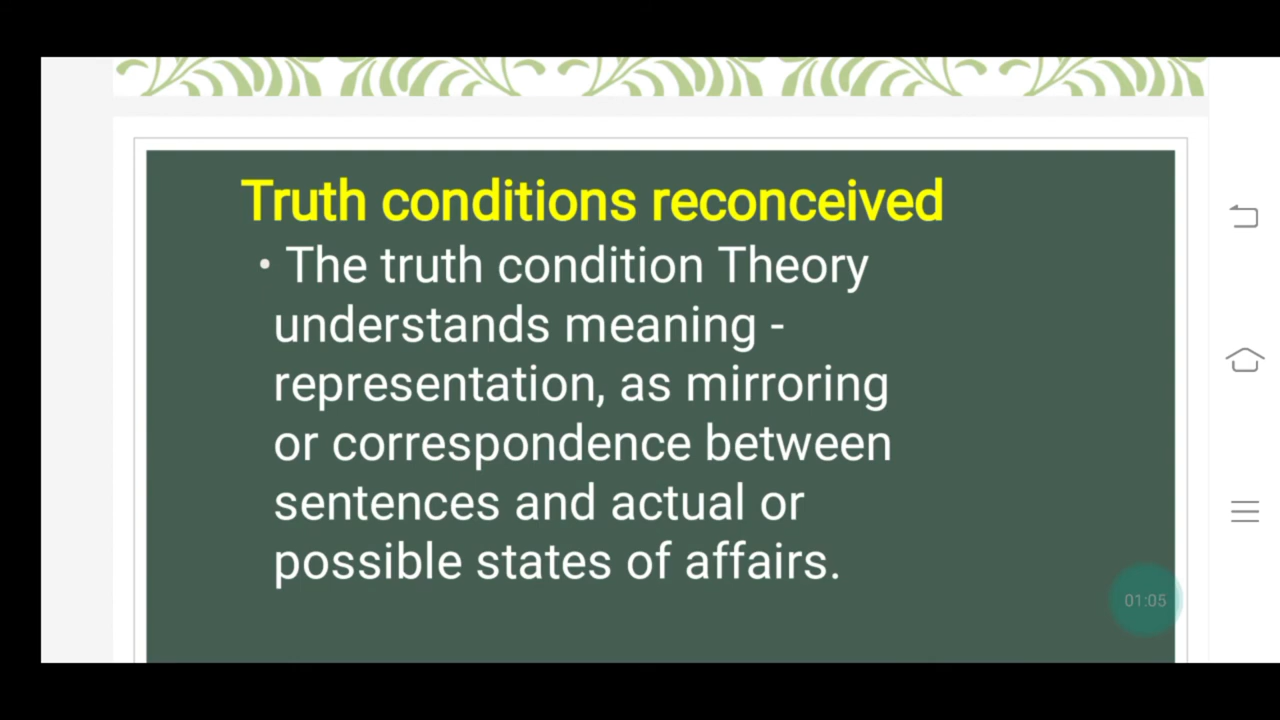 Truth conditions reconceived
• The truth condition Theory
understands meaning -
representation, as mirroring
or correspondence between
sentences and actual or
possible states of affairs.
01:05